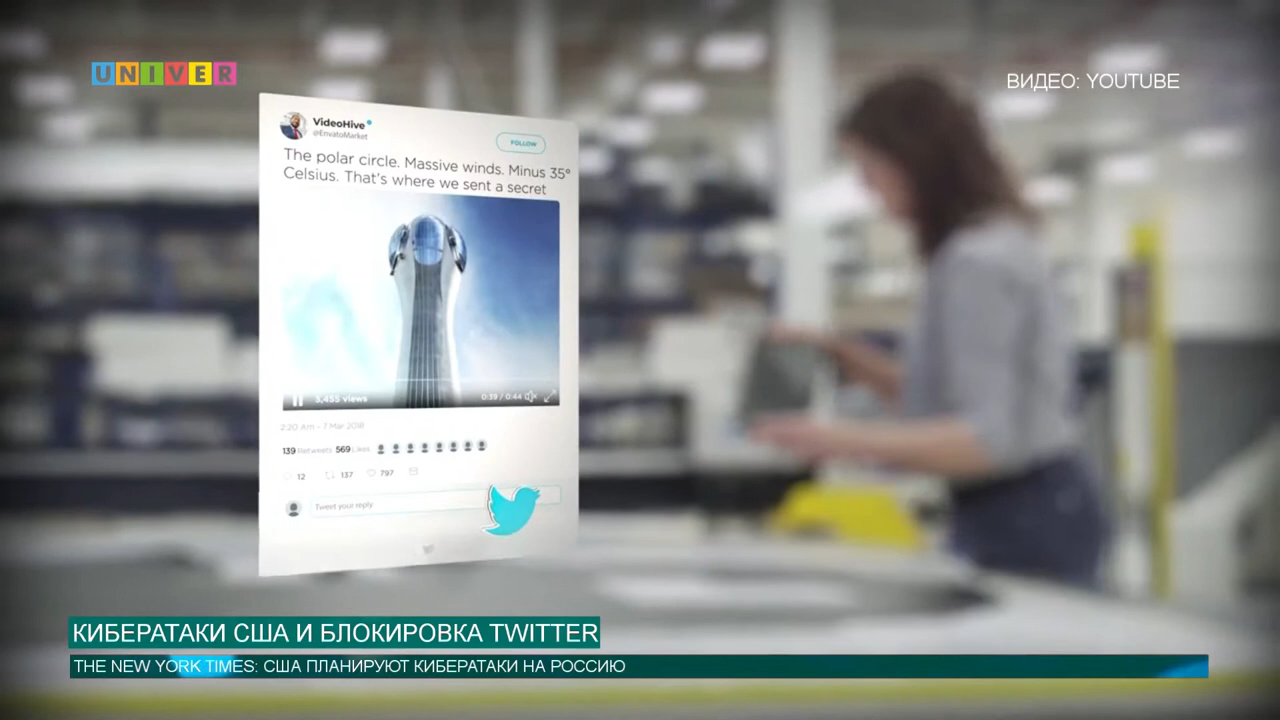 UNIVER
ВИДЕО: YOUTUBE
VideoHive
@EnvatoMarket
FOLLOW
The polar circle. Massive winds. Minus 35°
Celsius. That's where we sent a secret
3,455 views
0:39 / 0:44
2:20 Am - 7 Mar 2018
139 Retweets 569 Likes
12 137 797
Tweet your reply
КИБЕРАТАКИ США И БЛОКИРОВКА TWITTER
THE NEW YORK TIMES: США ПЛАНИРУЮТ КИБЕРАТАКИ НА РОССИЮ